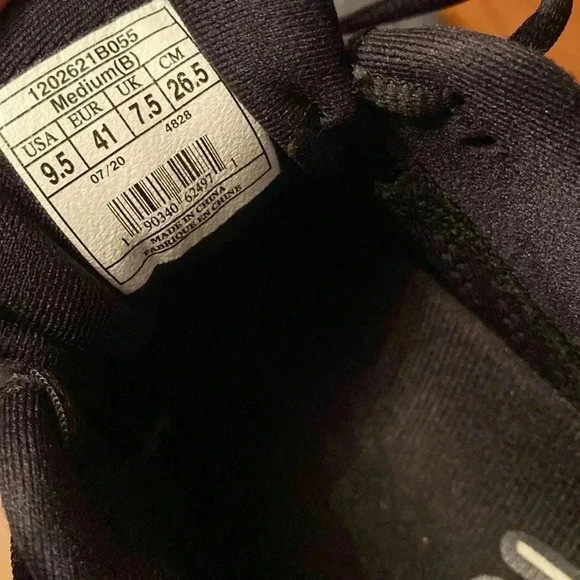 1202621B055
Medium(B)
USA EUR UK CM
9.5 41 7.5 26.5
07/20 4828
1 90340 62497 1
MADE IN CHINA
FABRIQUE EN CHINE